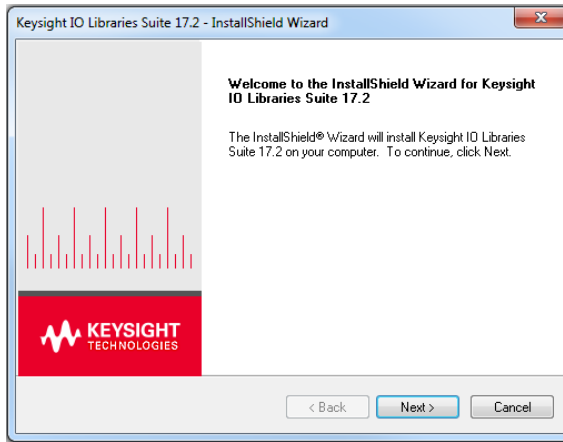 Keysight IO Libraries Suite 17.2 - InstallShield Wizard
Welcome to the InstallShield Wizard for Keysight
IO Libraries Suite 17.2
The InstallShield® Wizard will install Keysight IO Libraries
Suite 17.2 on your computer. To continue, click Next.
KEYSIGHT
TECHNOLOGIES
< Back
Next >
Cancel